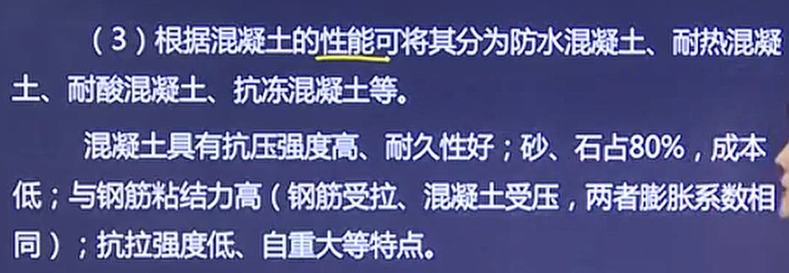 （3）根据混凝土的性能可将其分为防水混凝土、耐热混凝
土、耐酸混凝土、抗冻混凝土等。
混凝土具有抗压强度高、耐久性好；砂、石占80%，成本
低；与钢筋粘结力高（钢筋受拉、混凝土受压，两者膨胀系数相
同）；抗拉强度低、自重大等特点。